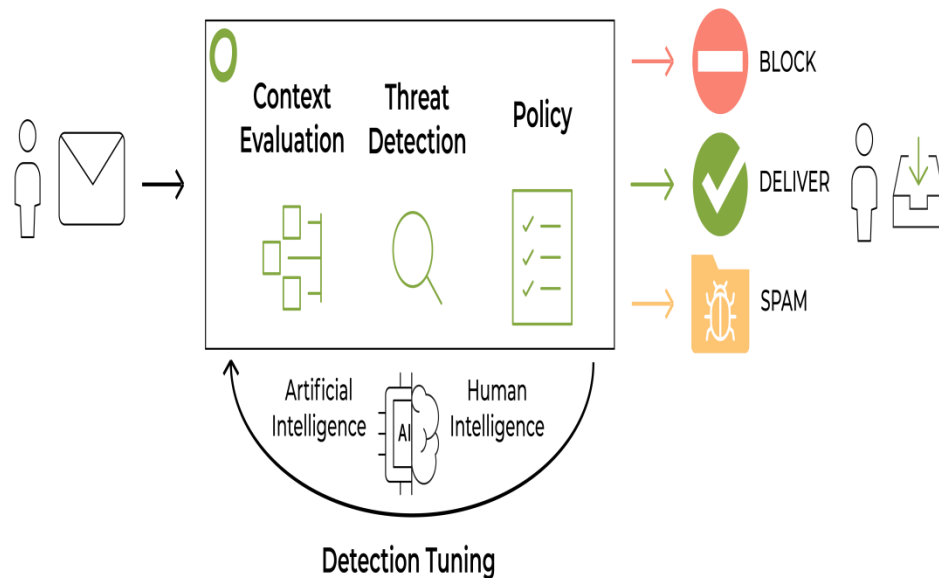 Context
Evaluation
Threat
Detection
Policy
BLOCK
DELIVER
SPAM
Artificial
Intelligence
AI
Human
Intelligence
Detection Tuning